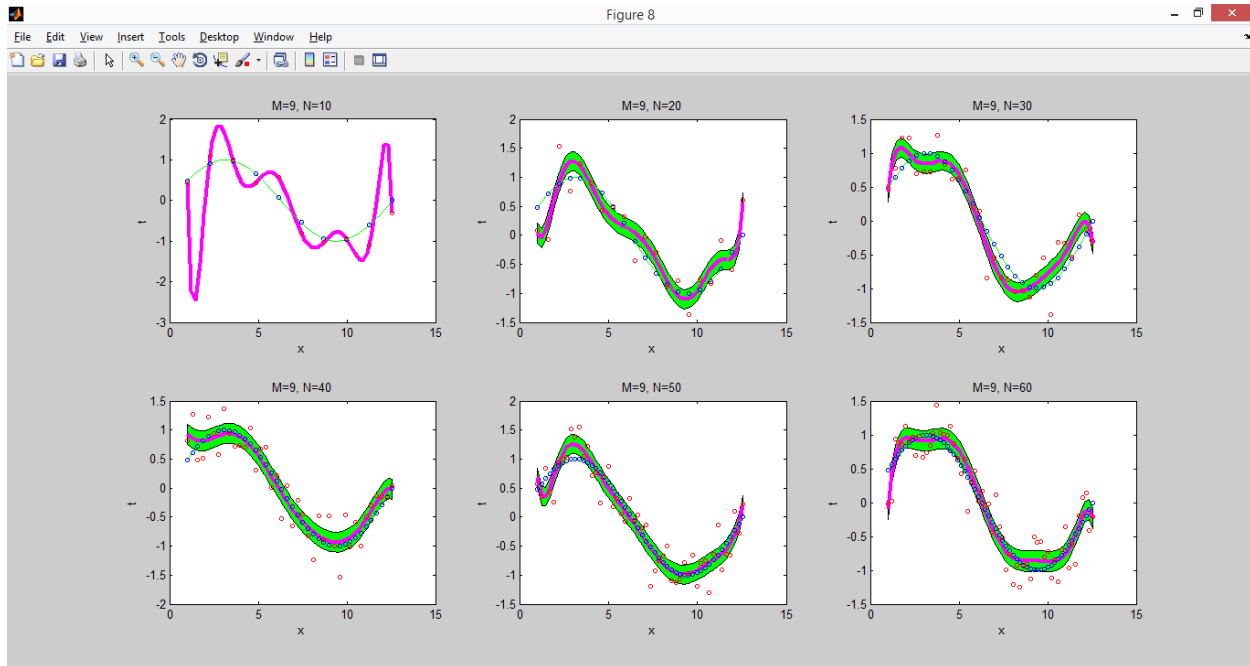 Figure 8
File Edit View Insert Tools Desktop Window Help
M=9, N=10
2
1
0
-1
-2
-3
t
0 5 10 15
x
M=9, N=20
2
1.5
1
0.5
0
-0.5
-1
-1.5
t
0 5 10 15
x
M=9, N=30
1.5
1
0.5
0
-0.5
-1
-1.5
t
0 5 10 15
x
M=9, N=40
1.5
1
0.5
0
-0.5
-1
-1.5
-2
t
0 5 10 15
x
M=9, N=50
2
1.5
1
0.5
0
-0.5
-1
-1.5
t
0 5 10 15
x
M=9, N=60
1.5
1
0.5
0
-0.5
-1
-1.5
t
0 5 10 15
x